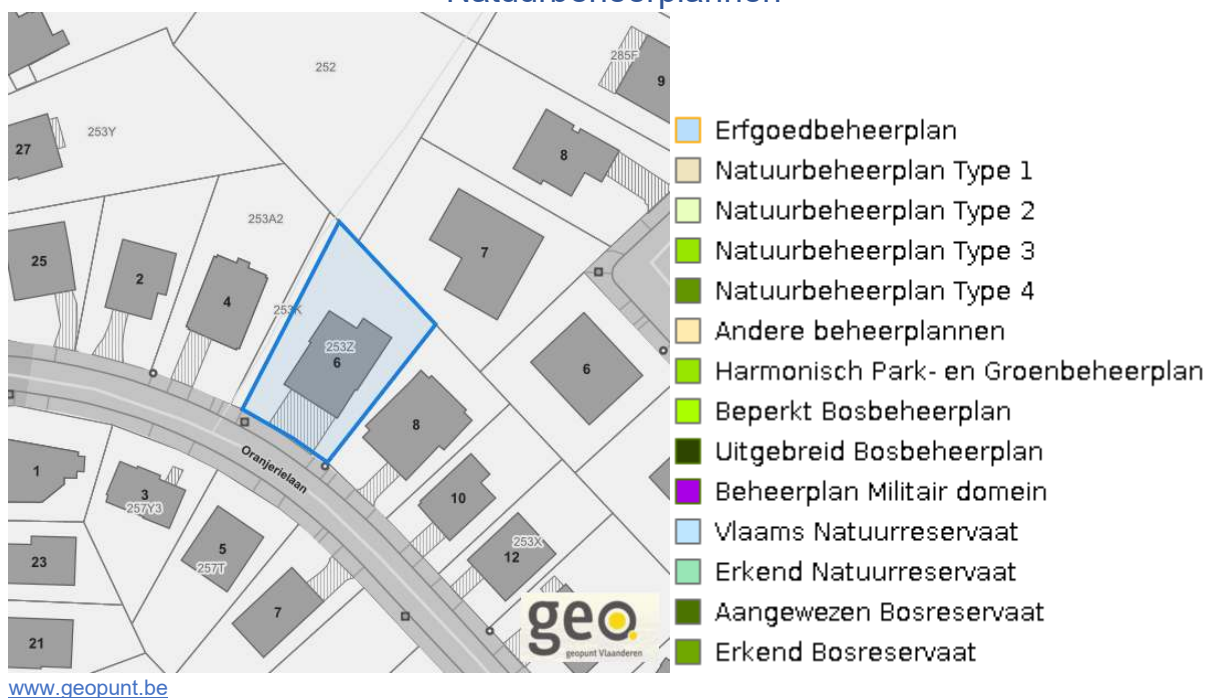 Natuurbeheerplannen
252
285F
9
253Y
27
8
253A2
7
25
2
4
253K
253Z
6
6
8
Oranjerielaan
1
3
257Y3
10
253X
12
5
257T
23
7
21
geo
geopunt Vlaanderen
Erfgoedbeheerplan
Natuurbeheerplan Type 1
Natuurbeheerplan Type 2
Natuurbeheerplan Type 3
Natuurbeheerplan Type 4
Andere beheerplannen
Harmonisch Park- en Groenbeheerplan
Beperkt Bosbeheerplan
Uitgebreid Bosbeheerplan
Beheerplan Militair domein
Vlaams Natuurreservaat
Erkend Natuurreservaat
Aangewezen Bosreservaat
Erkend Bosreservaat
www.geopunt.be